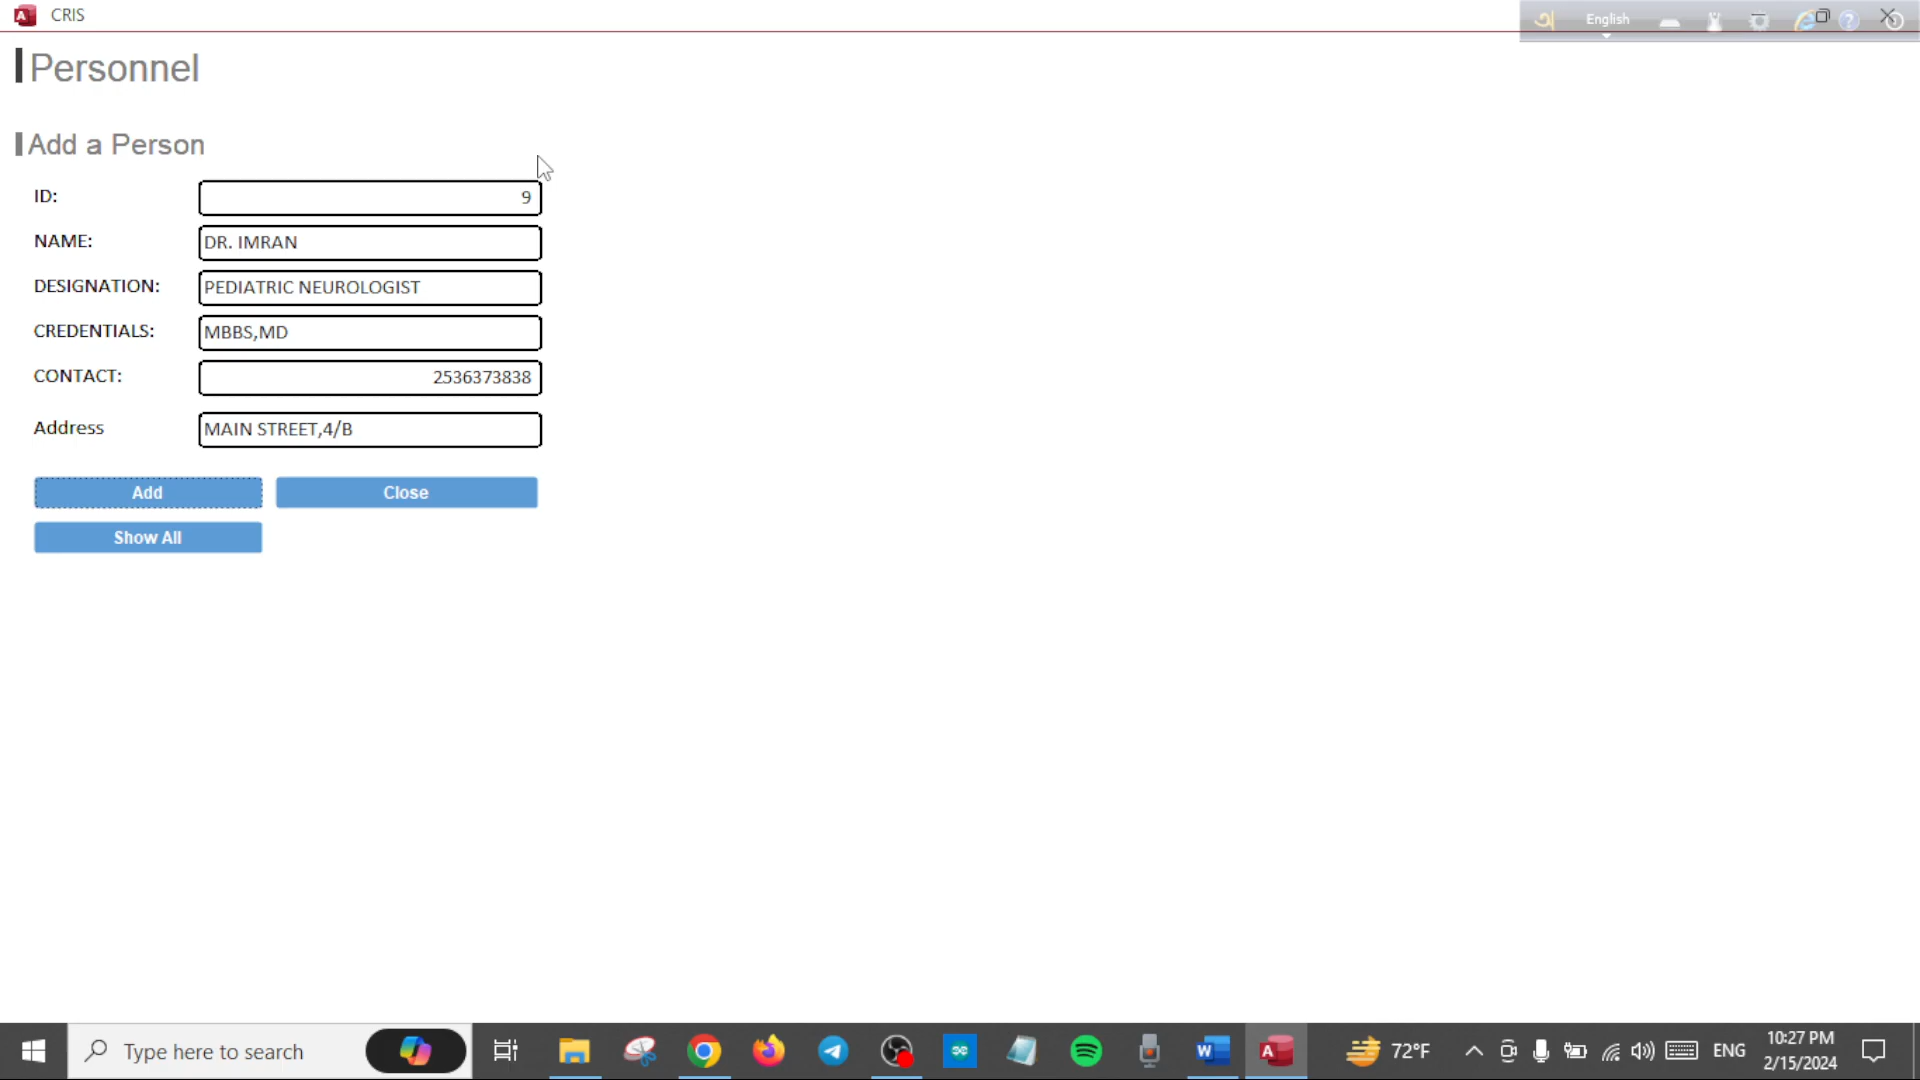 CRIS
English
Personnel
Add a Person
ID: 9
NAME: DR. IMRAN
DESIGNATION: PEDIATRIC NEUROLOGIST
CREDENTIALS: MBBS,MD
CONTACT: 2536373838
Address MAIN STREET,4/B
Add Close
Show All
Type here to search
72°F
ENG
10:27 PM
2/15/2024